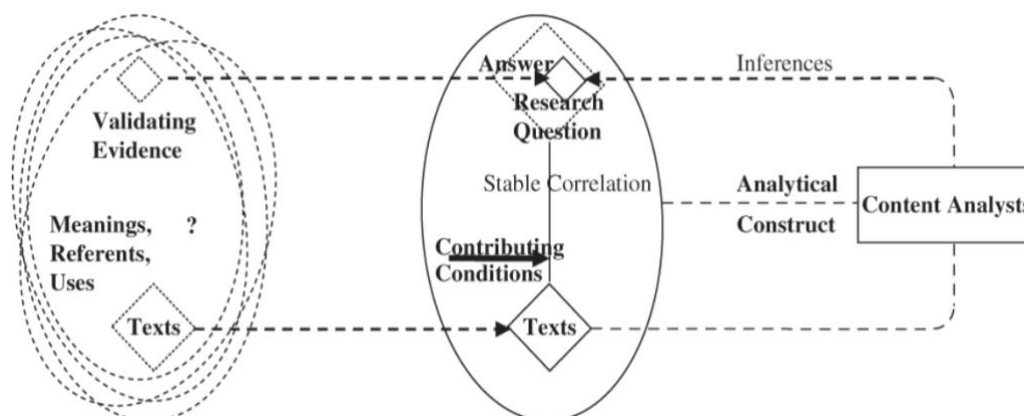 Answer
Inferences
Research
Question
Validating
Evidence
Stable Correlation
Analytical
Construct
Content Analysts
Meanings, ?
Referents,
Uses
Contributing
Conditions
Texts
Texts